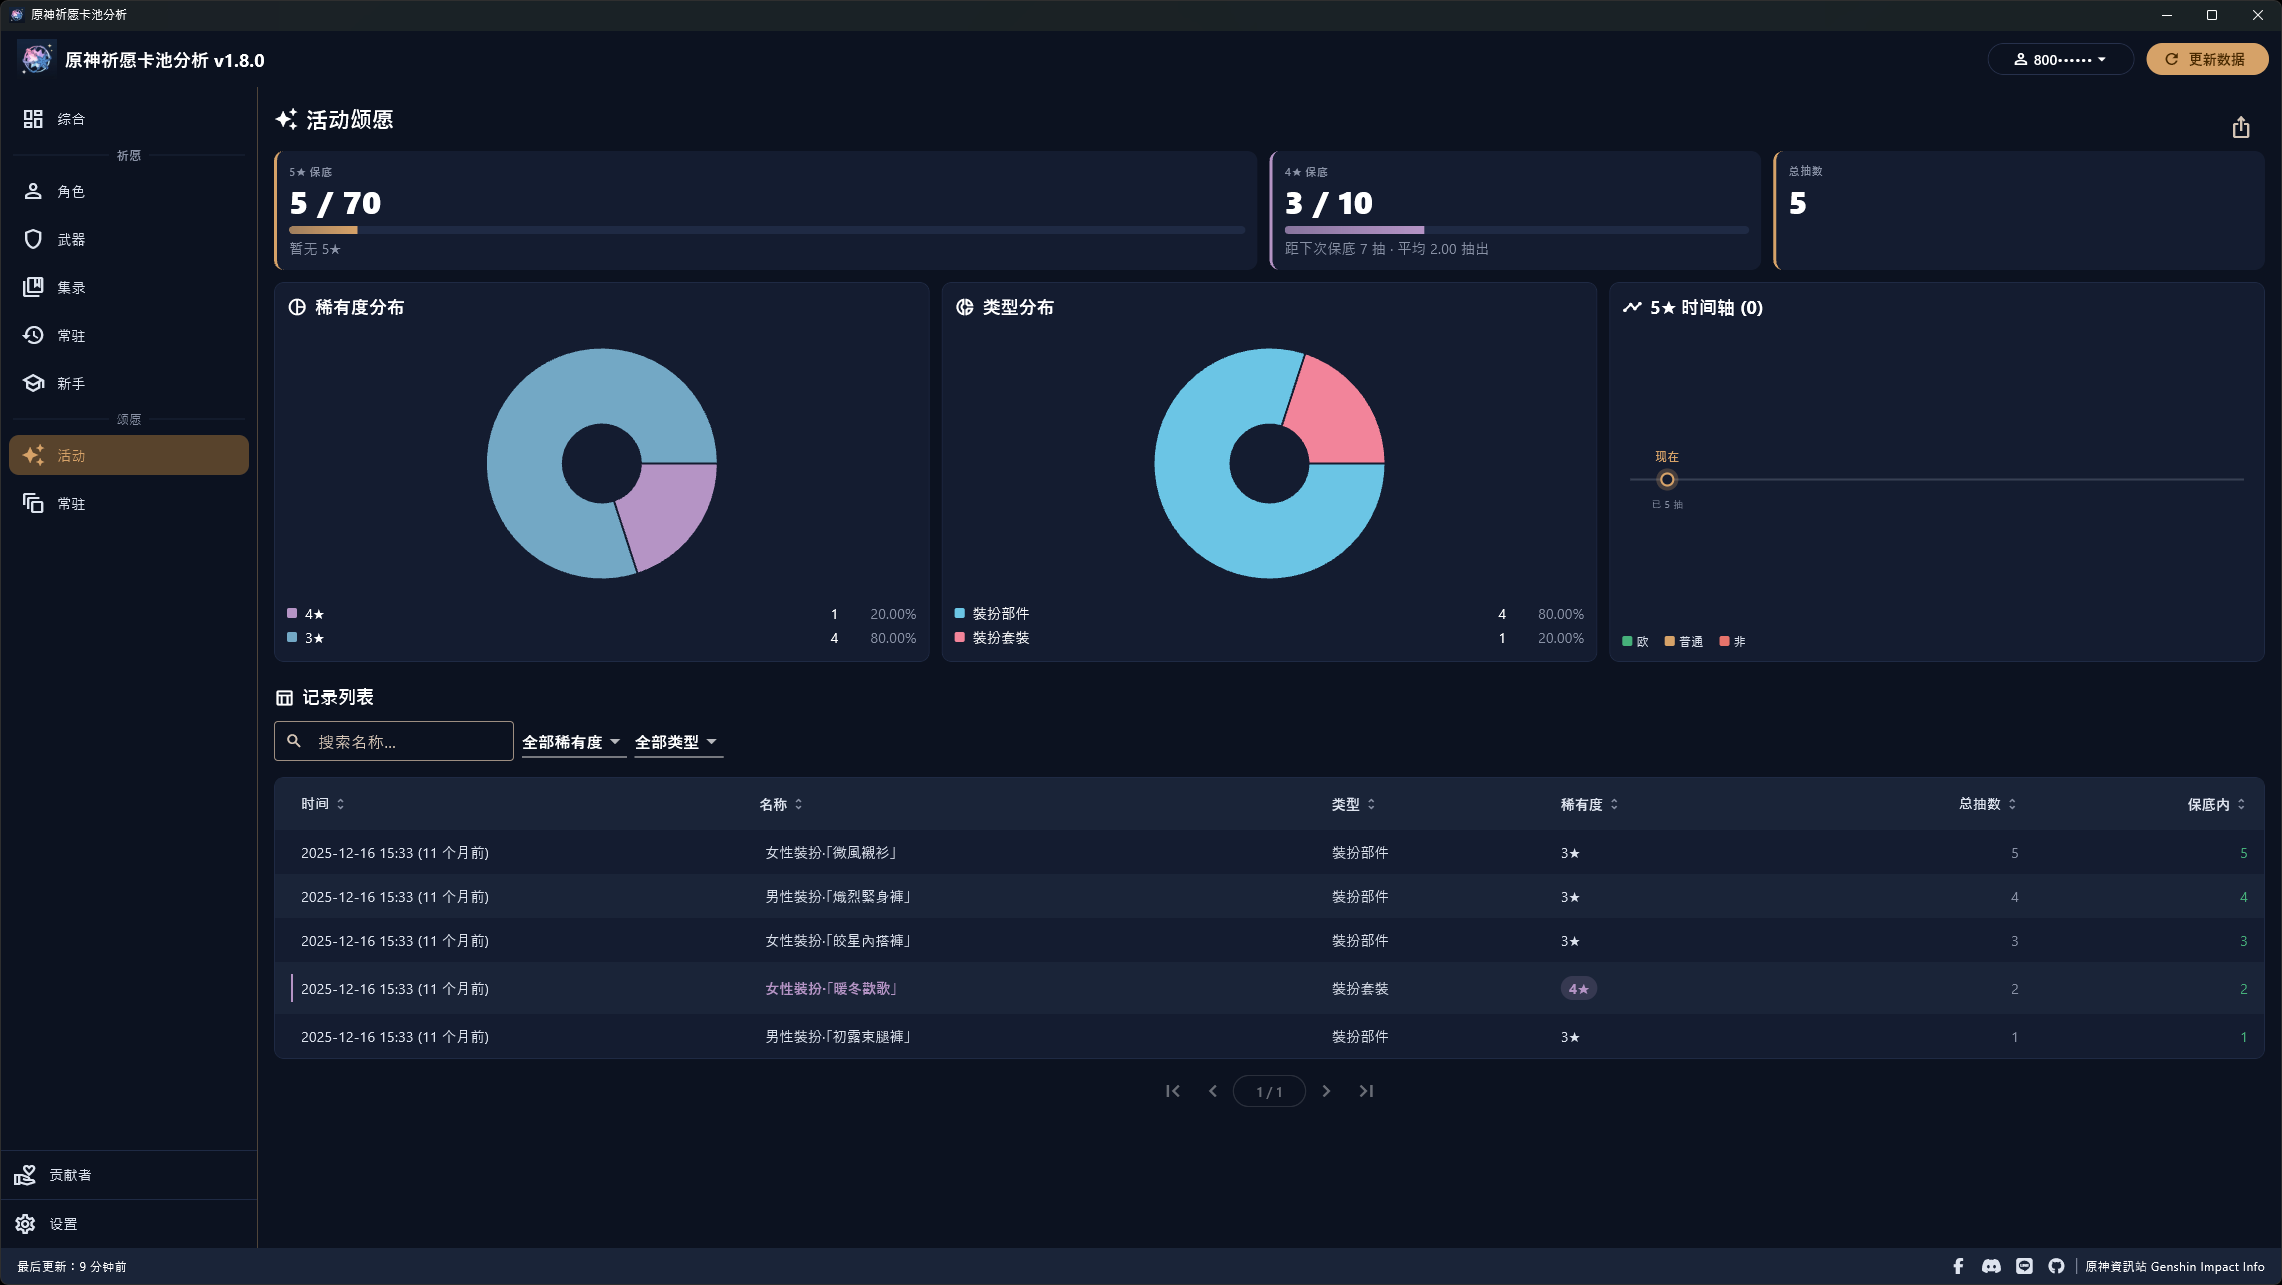 原神祈愿卡池分析
原神祈愿卡池分析 v1.8.0
800••••••
更新数据
综合
祈愿
角色
武器
集录
常驻
新手
颂愿
活动
常驻
贡献者
设置
活动颂愿
5★ 保底
5 / 70
暂无 5★
4★ 保底
3 / 10
距下次保底 7 抽 · 平均 2.00 抽出
总抽数
5
稀有度分布
4★ 1 20.00%
3★ 4 80.00%
类型分布
裝扮部件 4 80.00%
裝扮套裝 1 20.00%
5★ 时间轴 (0)
现在
已 5 抽
欧 普通 非
记录列表
搜索名称...
全部稀有度
全部类型
时间 名称 类型 稀有度 总抽数 保底内
2025-12-16 15:33 (11 个月前) 女性裝扮·「微風襯衫」 裝扮部件 3★ 5 5
2025-12-16 15:33 (11 个月前) 男性裝扮·「熾烈緊身褲」 裝扮部件 3★ 4 4
2025-12-16 15:33 (11 个月前) 女性裝扮·「皎星內搭褲」 裝扮部件 3★ 3 3
2025-12-16 15:33 (11 个月前) 女性裝扮·「暖冬歡歌」 裝扮套裝 4★ 2 2
2025-12-16 15:33 (11 个月前) 男性裝扮·「初露束腿褲」 裝扮部件 3★ 1 1
1 / 1
最后更新：9 分钟前
原神資訊站 Genshin Impact Info